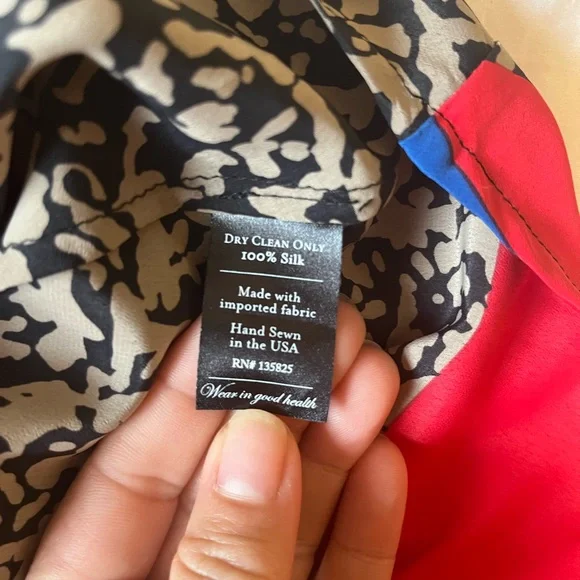 Dry Clean Only
100% Silk
Made with
imported fabric
Hand Sewn
in the USA
RN# 135825
Wear in good health